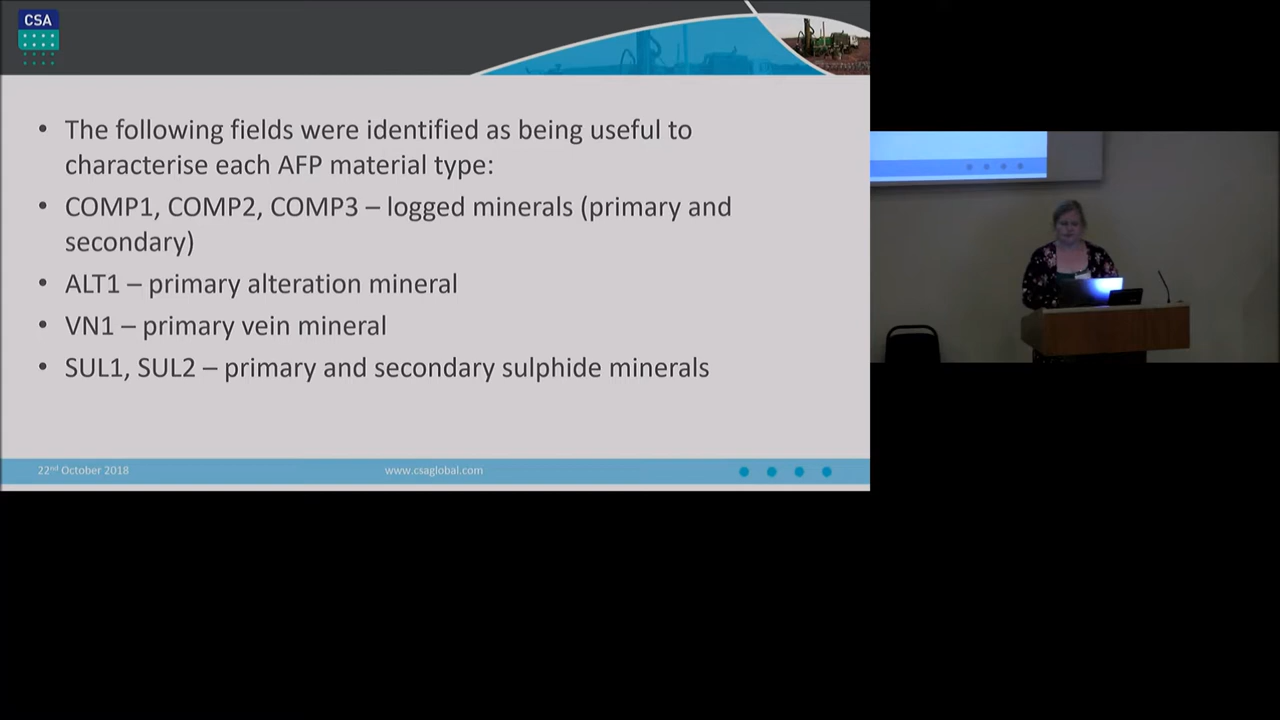 CSA
• The following fields were identified as being useful to
characterise each AFP material type:
• COMP1, COMP2, COMP3 – logged minerals (primary and
secondary)
• ALT1 – primary alteration mineral
• VN1 – primary vein mineral
• SUL1, SUL2 – primary and secondary sulphide minerals
22nd October 2018
www.csaglobal.com